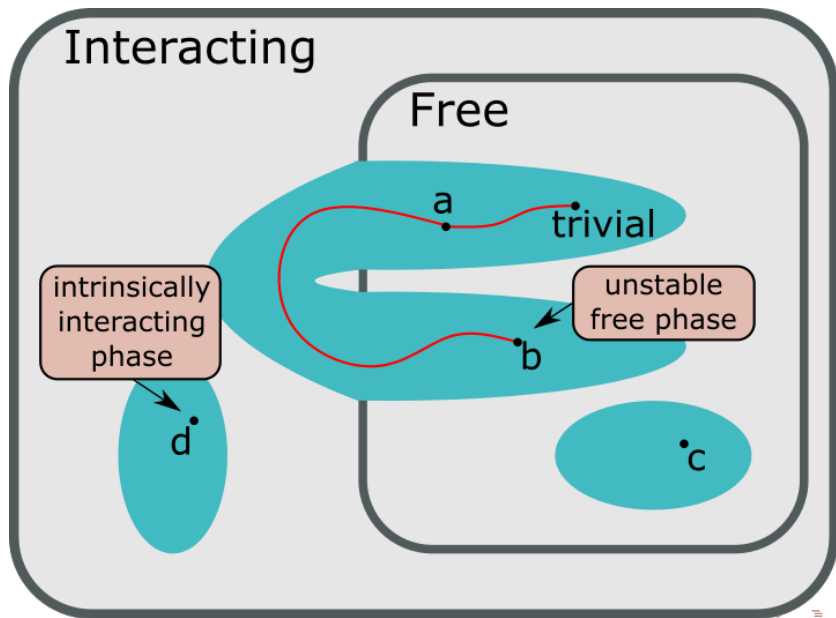 Interacting
Free
a
trivial
intrinsically
interacting
phase
unstable
free phase
b
d
c